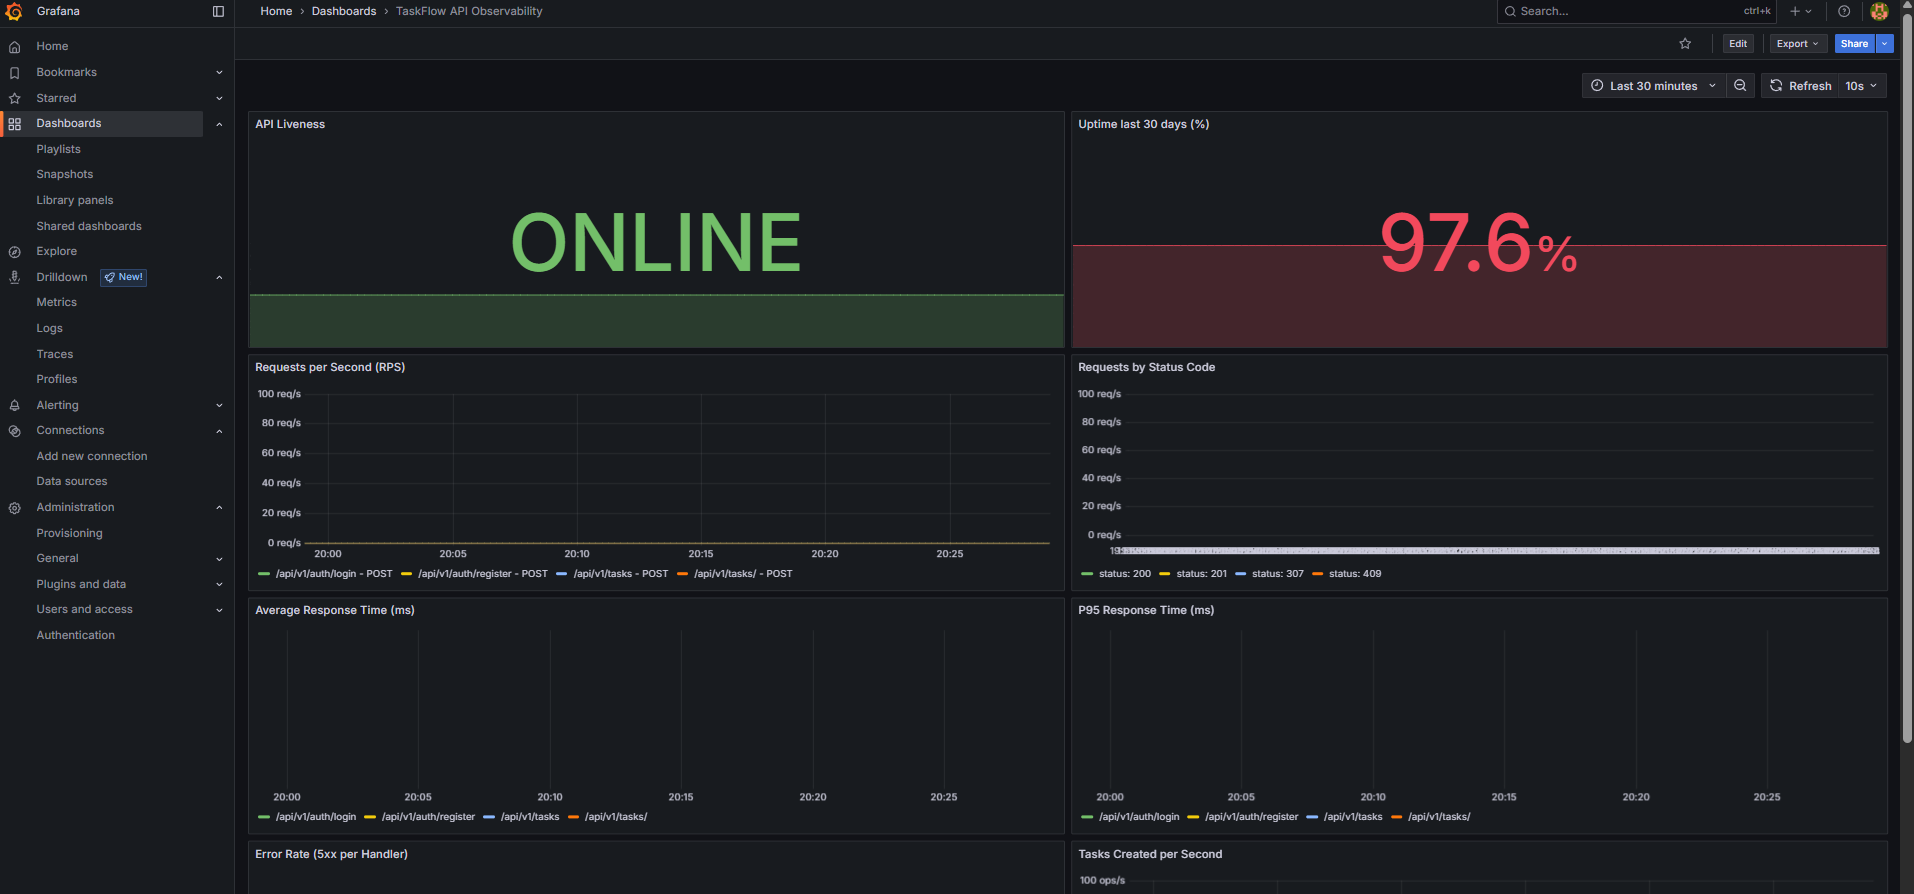 Grafana
Home › Dashboards › TaskFlow API Observability
Search... ctrl+k
Edit Export Share
Last 30 minutes Refresh 10s
Home
Bookmarks
Starred
Dashboards
Playlists
Snapshots
Library panels
Shared dashboards
Explore
Drilldown New!
Metrics
Logs
Traces
Profiles
Alerting
Connections
Add new connection
Data sources
Administration
Provisioning
General
Plugins and data
Users and access
Authentication
API Liveness
ONLINE
Uptime last 30 days (%)
97.6%
Requests per Second (RPS)
100 req/s
80 req/s
60 req/s
40 req/s
20 req/s
0 req/s
20:00 20:05 20:10 20:15 20:20 20:25
/api/v1/auth/login - POST /api/v1/auth/register - POST /api/v1/tasks - POST /api/v1/tasks/ - POST
Requests by Status Code
100 req/s
80 req/s
60 req/s
40 req/s
20 req/s
0 req/s
status: 200 status: 201 status: 307 status: 409
Average Response Time (ms)
20:00 20:05 20:10 20:15 20:20 20:25
/api/v1/auth/login /api/v1/auth/register /api/v1/tasks /api/v1/tasks/
P95 Response Time (ms)
20:00 20:05 20:10 20:15 20:20 20:25
/api/v1/auth/login /api/v1/auth/register /api/v1/tasks /api/v1/tasks/
Error Rate (5xx per Handler)
Tasks Created per Second
100 ops/s